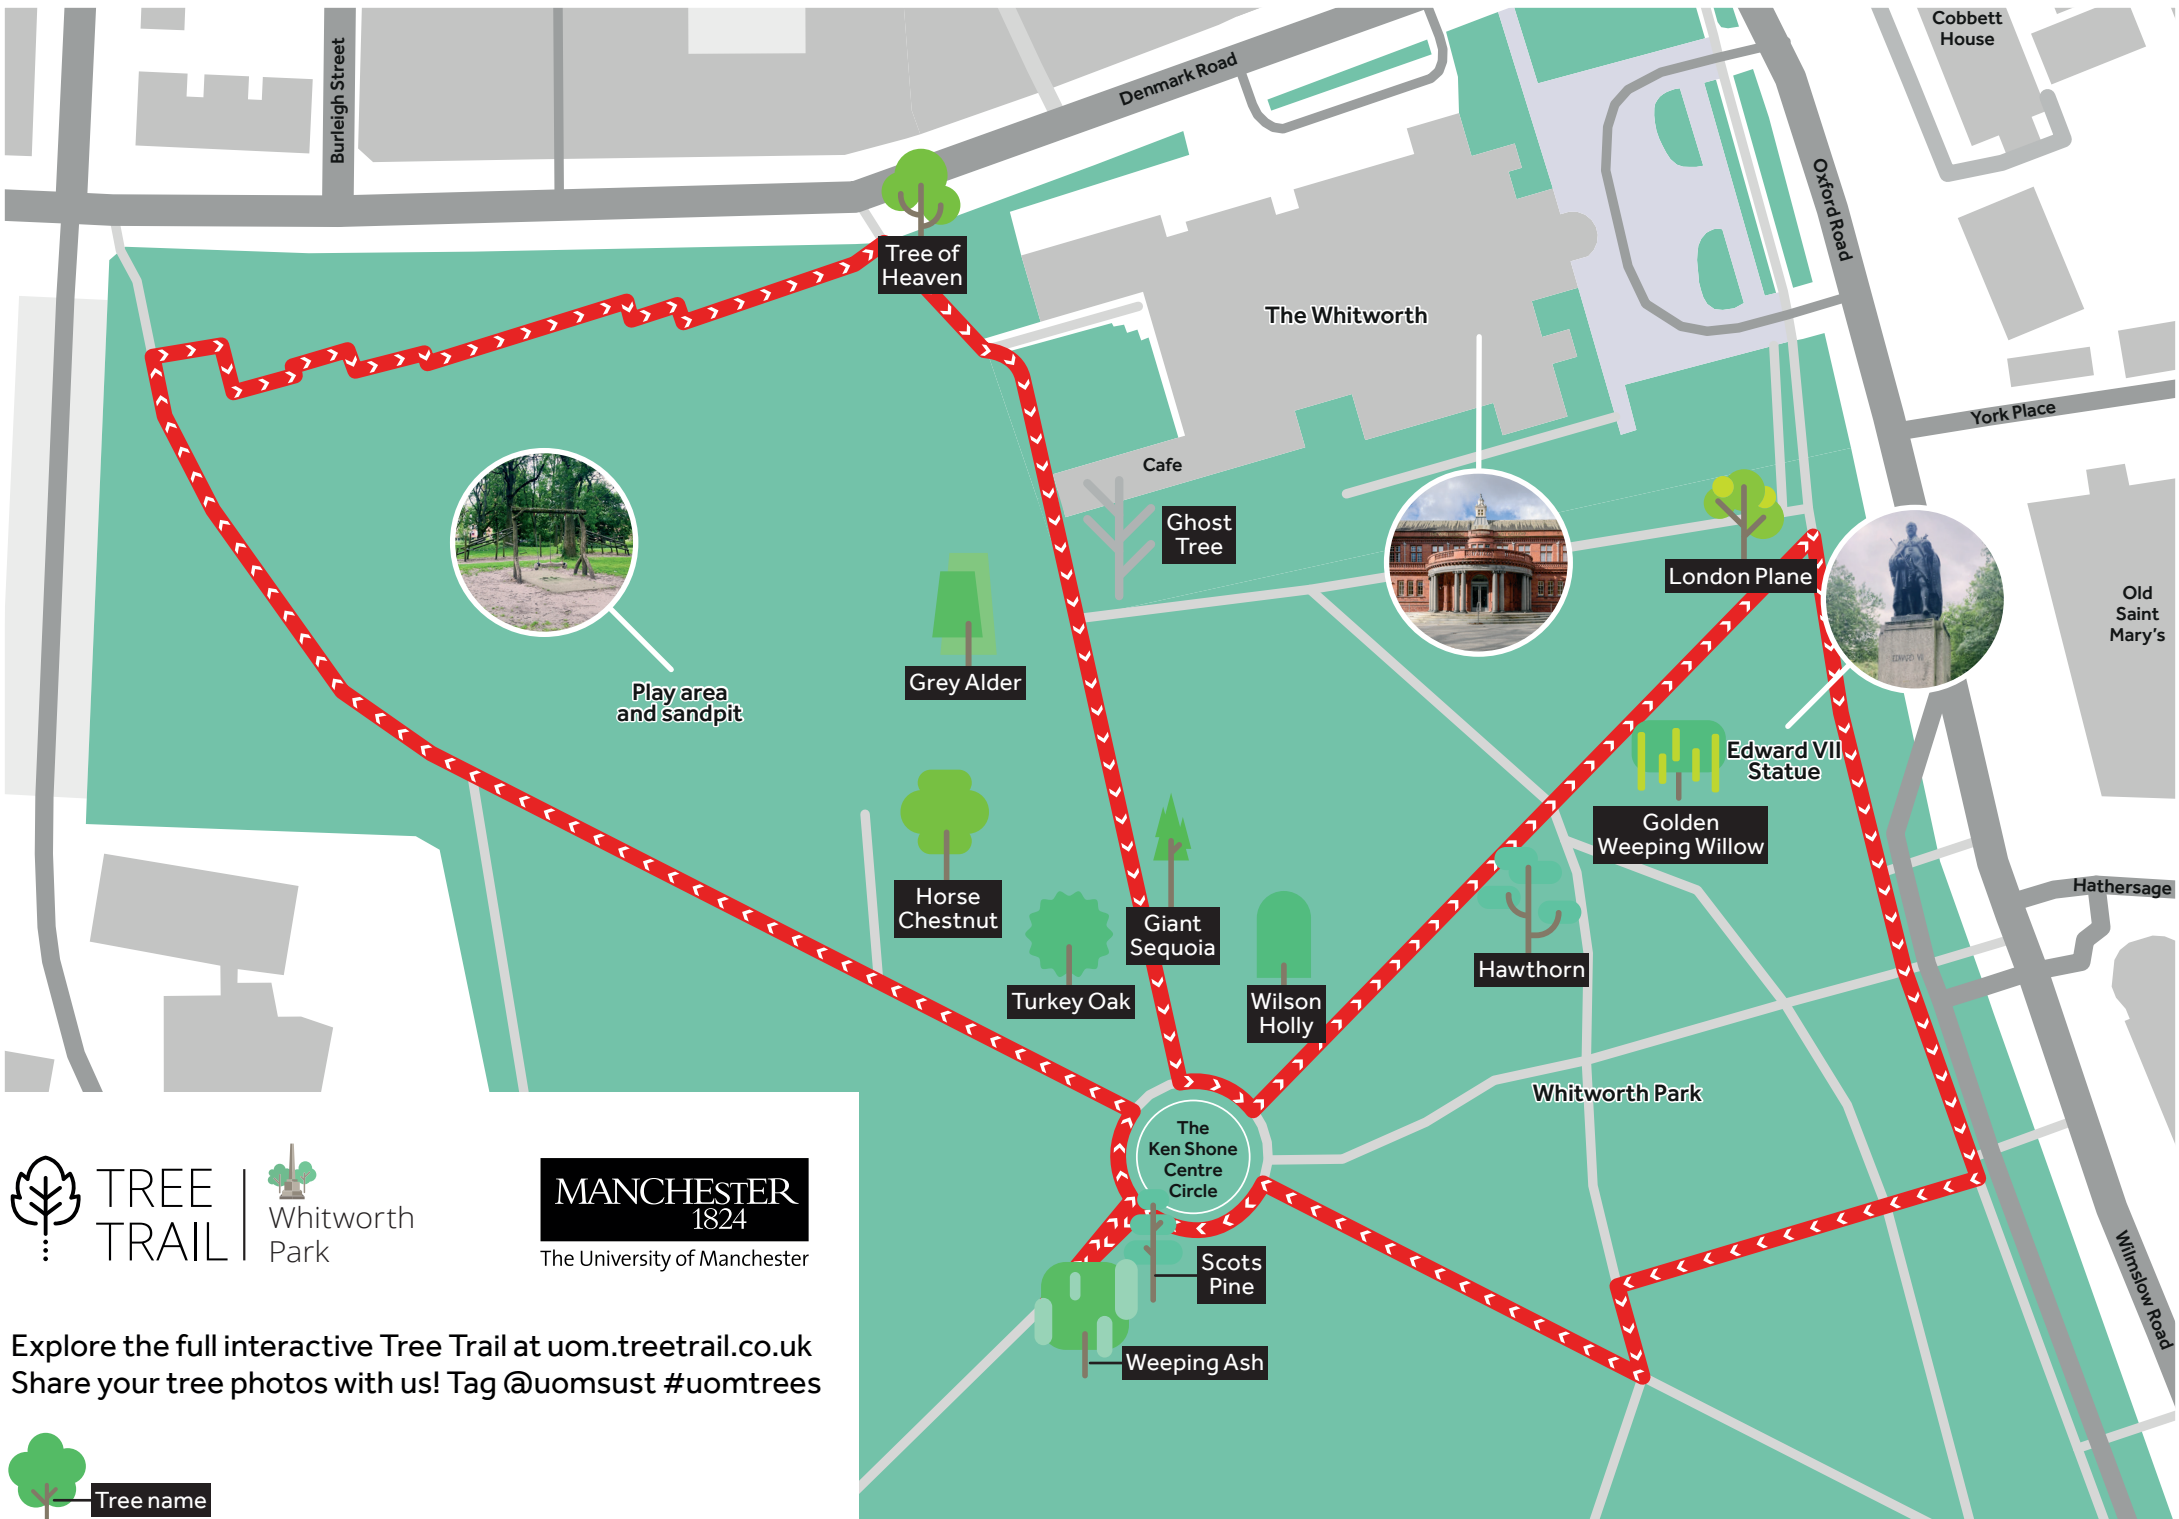 Cobbett
House
Burleigh Street
Denmark Road
Oxford Road
Tree of
Heaven
The Whitworth
York Place
Cafe
Ghost
Tree
London Plane
Old
Saint
Mary's
Grey Alder
Play area
and sandpit
Edward VII
Statue
Golden
Weeping Willow
Horse
Chestnut
Hathersage
Giant
Sequoia
Hawthorn
Turkey Oak
Wilson
Holly
Whitworth Park
The
Ken Shone
Centre
Circle
Wilmslow Road
Scots
Pine
Weeping Ash
TREE
TRAIL
Whitworth
Park
MANCHESTER
1824
The University of Manchester
Explore the full interactive Tree Trail at uom.treetrail.co.uk
Share your tree photos with us! Tag @uomsust #uomtrees
Tree name